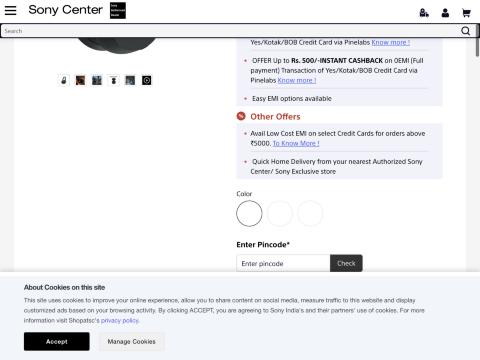 Sony Center
Sony
Authorised
Dealer
Search
Yes/Kotak/BOB Credit Card via Pinelabs Know more !
OFFER Up to Rs. 500/-INSTANT CASHBACK on 0EMI (Full
payment) Transaction of Yes/Kotak/BOB Credit Card via
Pinelabs Know more !
Easy EMI options available
Other Offers
Avail Low Cost EMI on select Credit Cards for orders above
₹5000. To Know More !
Quick Home Delivery from your nearest Authorized Sony
Center/ Sony Exclusive store
Color
Enter Pincode*
Enter pincode
Check
About Cookies on this site
This site uses cookies to improve your online experience, allow you to share content on social media, measure traffic to this website and display
customized ads based on your browsing activity. By clicking ACCEPT, you are agreeing to Sony India's and their partners' use of cookies. For more
information visit Shopatsc's privacy policy.
Accept
Manage Cookies